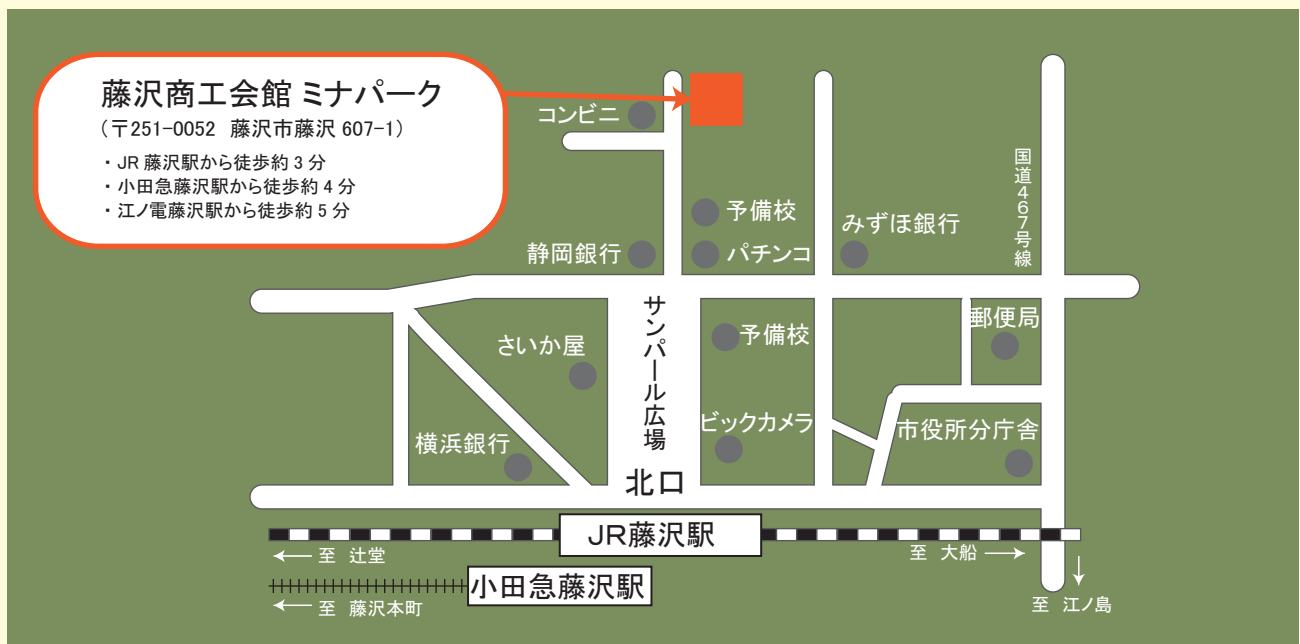 藤沢商工会館 ミナパーク
（〒251-0052 藤沢市藤沢 607-1）
・ JR 藤沢駅から徒歩約 3 分
・ 小田急藤沢駅から徒歩約 4 分
・ 江ノ電藤沢駅から徒歩約 5 分
コンビニ
予備校
静岡銀行
パチンコ
みずほ銀行
国道467号線
サンパール広場
さいか屋
予備校
郵便局
横浜銀行
ビックカメラ
市役所分庁舎
北口
JR藤沢駅
← 至 辻堂
至 大船 →
小田急藤沢駅
← 至 藤沢本町
↓
至 江ノ島